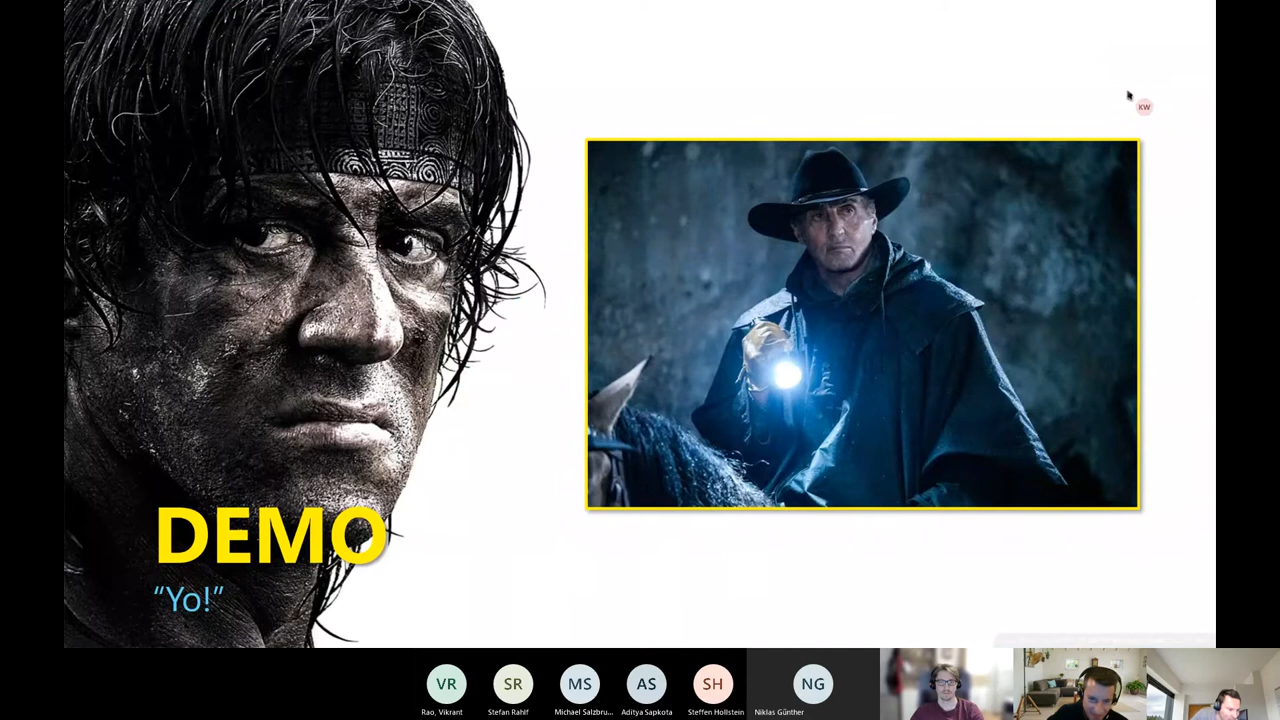 KW
DEMO
“Yo!”
VR
SR
MS
AS
SH
NG
Rao, Vikrant
Stefan Rahlf
Michael Salzbru...
Aditya Sapkota
Steffen Hollstein
Niklas Günther